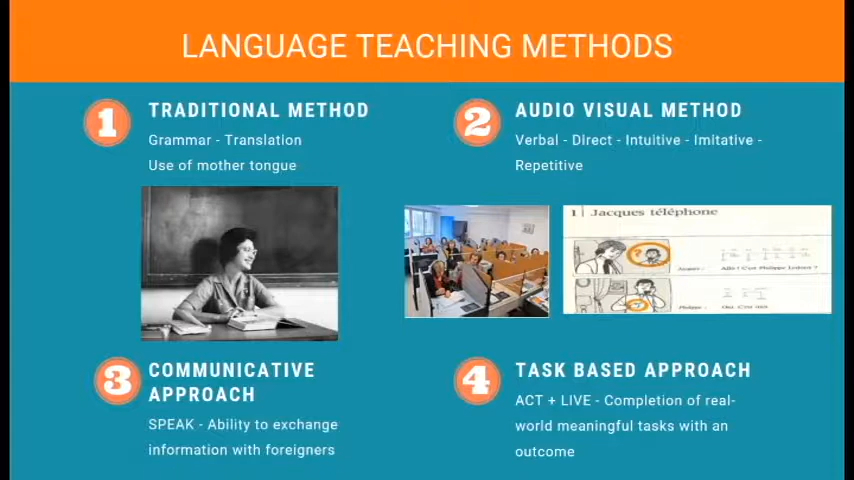 LANGUAGE TEACHING METHODS
1
TRADITIONAL METHOD
Grammar - Translation
Use of mother tongue
2
AUDIO VISUAL METHOD
Verbal - Direct - Intuitive - Imitative -
Repetitive
1 Jacques téléphone
Jacques :
Philippe :
3
COMMUNICATIVE
APPROACH
SPEAK - Ability to exchange
information with foreigners
4
TASK BASED APPROACH
ACT + LIVE - Completion of real-
world meaningful tasks with an
outcome